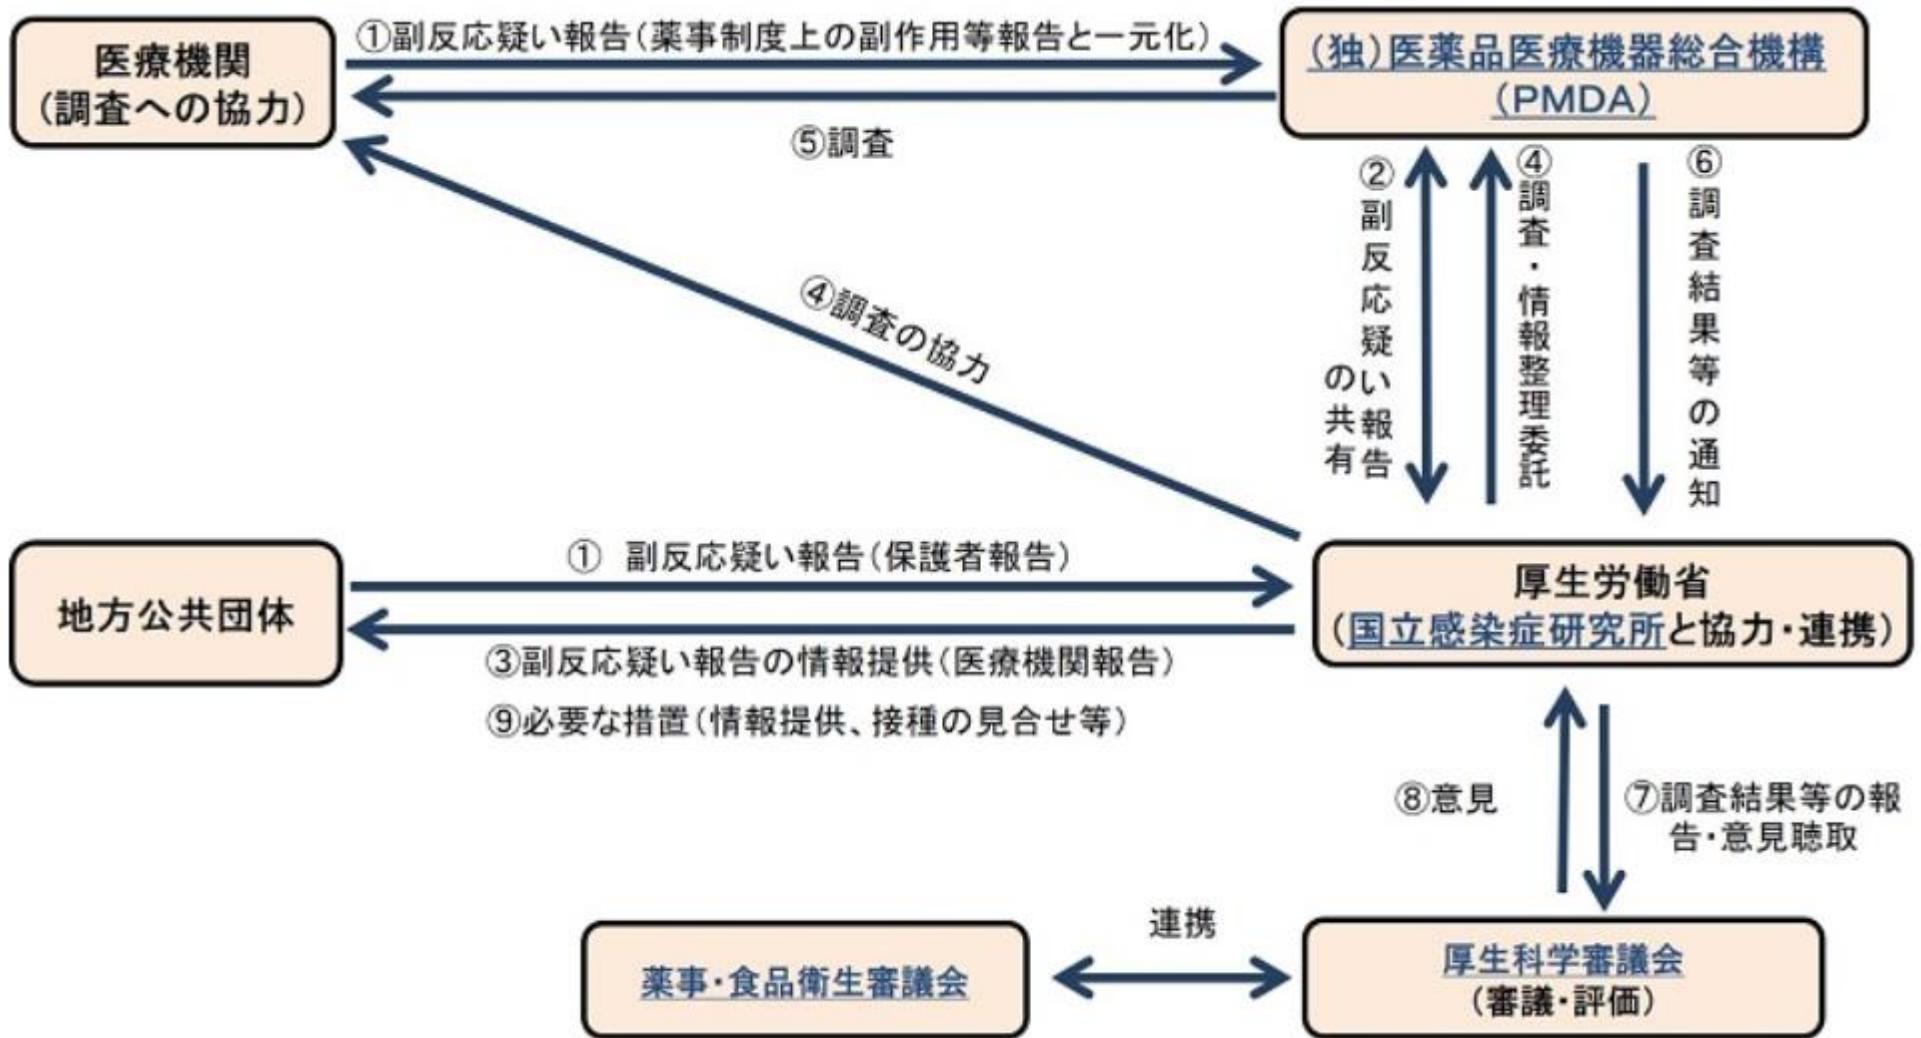 医療機関
(調査への協力)
①副反応疑い報告(薬事制度上の副作用等報告と一元化)
(独)医薬品医療機器総合機構
(PMDA)
⑤調査
②副反応疑い報告
の共有
④調査・情報整理委託
⑥調査結果等の通知
④調査の協力
地方公共団体
① 副反応疑い報告(保護者報告)
厚生労働省
(国立感染症研究所と協力・連携)
③副反応疑い報告の情報提供(医療機関報告)
⑨必要な措置(情報提供、接種の見合せ等)
⑧意見
⑦調査結果等の報
告・意見聴取
薬事・食品衛生審議会
連携
厚生科学審議会
(審議・評価)